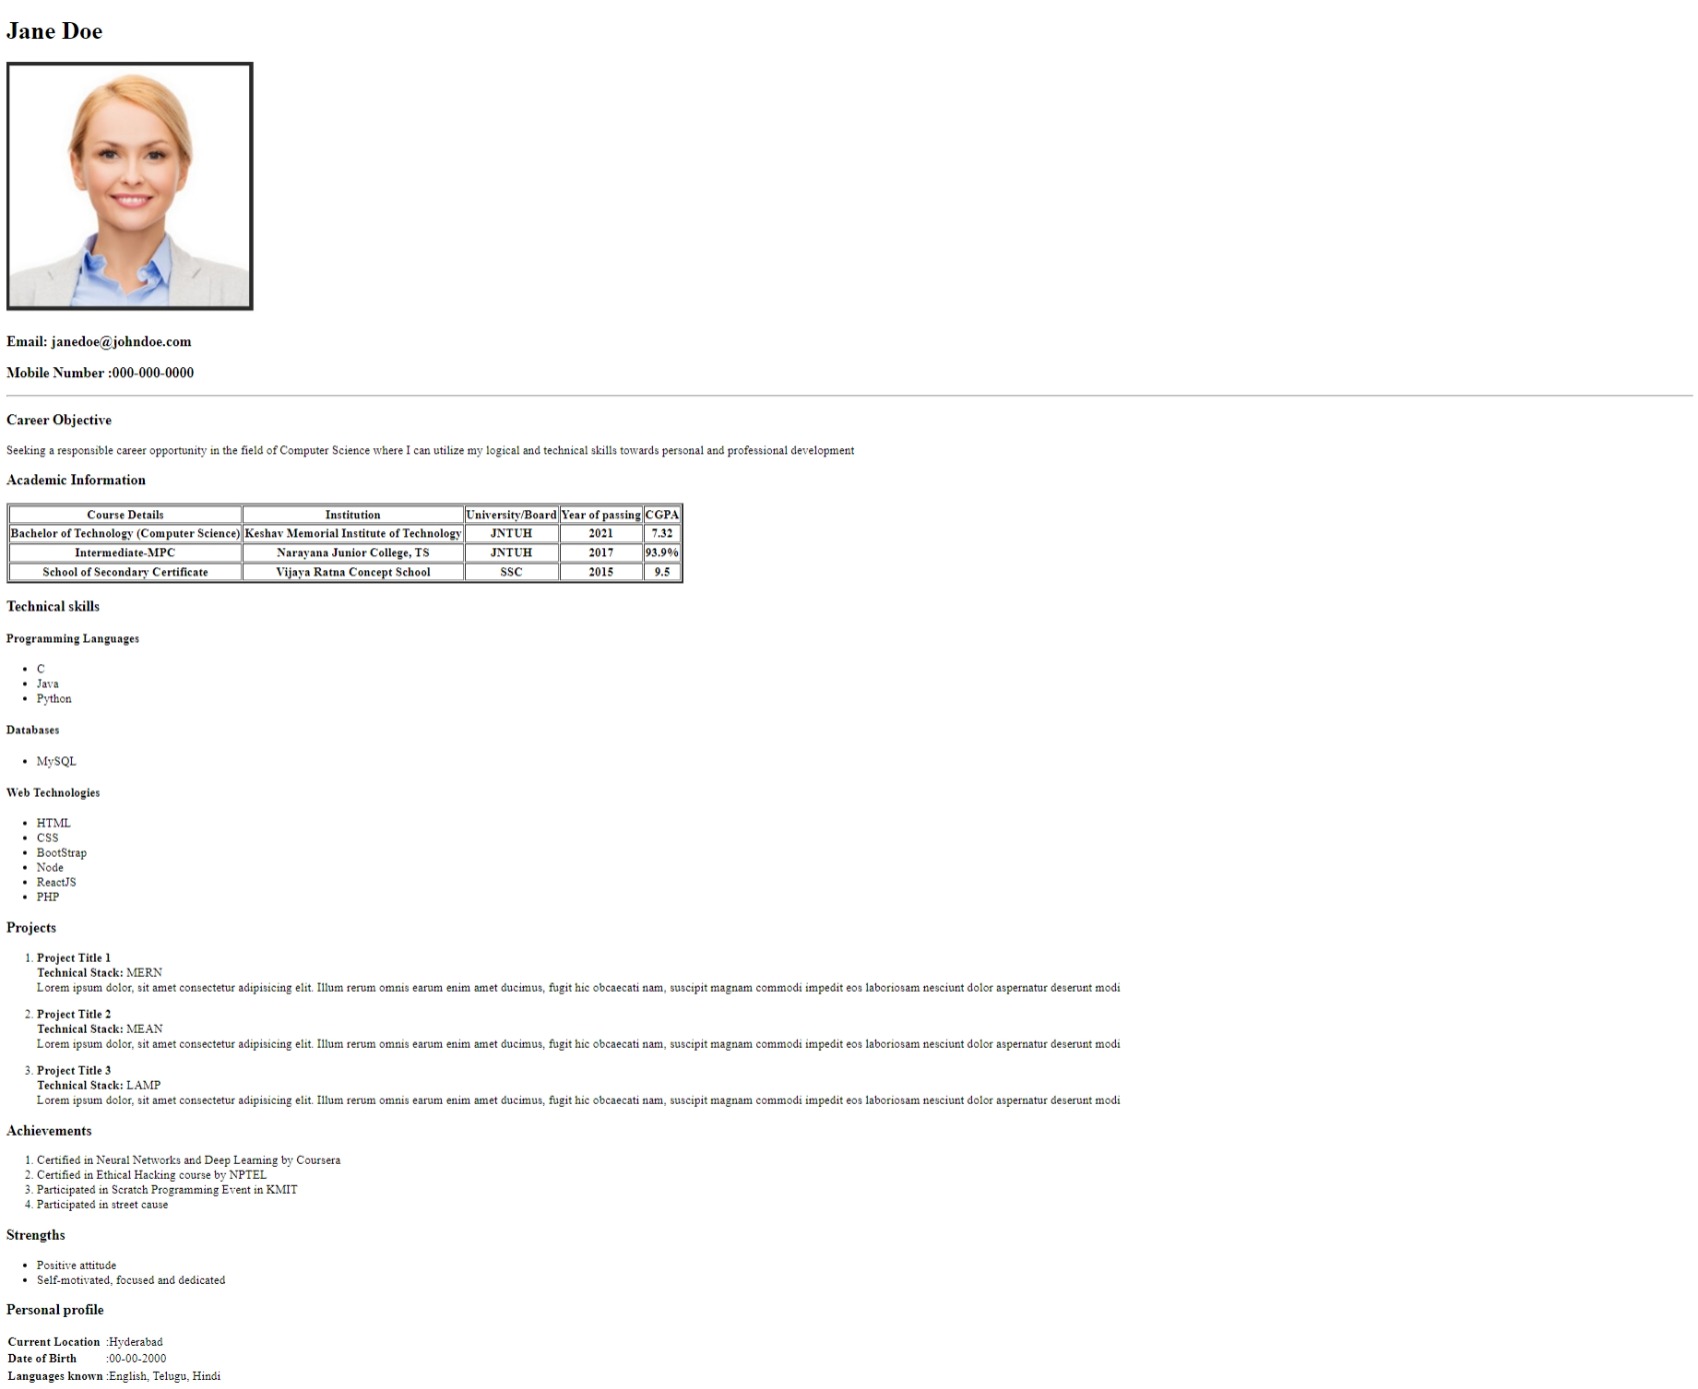 Jane Doe
Email: janedoe@johndoe.com
Mobile Number :000-000-0000
Career Objective
Seeking a responsible career opportunity in the field of Computer Science where I can utilize my logical and technical skills towards personal and professional development
Academic Information
Course Details Institution University/Board Year of passing CGPA
Bachelor of Technology (Computer Science) Keshav Memorial Institute of Technology JNTUH 2021 7.32
Intermediate-MPC Narayana Junior College, TS JNTUH 2017 93.9%
School of Secondary Certificate Vijaya Ratna Concept School SSC 2015 9.5
Technical skills
Programming Languages
• C
• Java
• Python
Databases
• MySQL
Web Technologies
• HTML
• CSS
• BootStrap
• Node
• ReactJS
• PHP
Projects
1. Project Title 1
Technical Stack: MERN
Lorem ipsum dolor, sit amet consectetur adipisicing elit. Illum rerum omnis earum enim amet ducimus, fugit hic obcaecati nam, suscipit magnam commodi impedit eos laboriosam nesciunt dolor aspernatur deserunt modi
2. Project Title 2
Technical Stack: MEAN
Lorem ipsum dolor, sit amet consectetur adipisicing elit. Illum rerum omnis earum enim amet ducimus, fugit hic obcaecati nam, suscipit magnam commodi impedit eos laboriosam nesciunt dolor aspernatur deserunt modi
3. Project Title 3
Technical Stack: LAMP
Lorem ipsum dolor, sit amet consectetur adipisicing elit. Illum rerum omnis earum enim amet ducimus, fugit hic obcaecati nam, suscipit magnam commodi impedit eos laboriosam nesciunt dolor aspernatur deserunt modi
Achievements
1. Certified in Neural Networks and Deep Learning by Coursera
2. Certified in Ethical Hacking course by NPTEL
3. Participated in Scratch Programming Event in KMIT
4. Participated in street cause
Strengths
• Positive attitude
• Self-motivated, focused and dedicated
Personal profile
Current Location :Hyderabad
Date of Birth :00-00-2000
Languages known :English, Telugu, Hindi